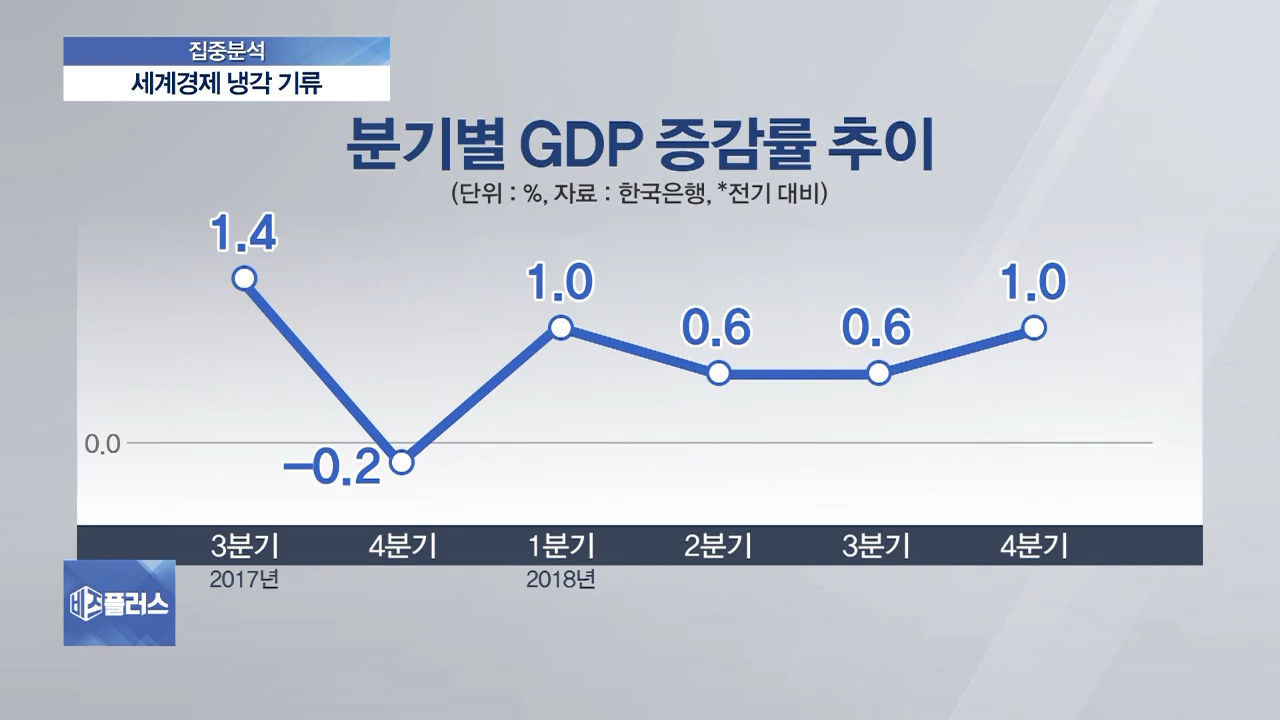 집중분석
세계경제 냉각 기류
분기별 GDP 증감률 추이
(단위 : %, 자료 : 한국은행, *전기 대비)
1.4
1.0
1.0
0.6
0.6
0.0
−0.2
3분기 4분기 1분기 2분기 3분기 4분기
2017년 2018년
비즈플러스